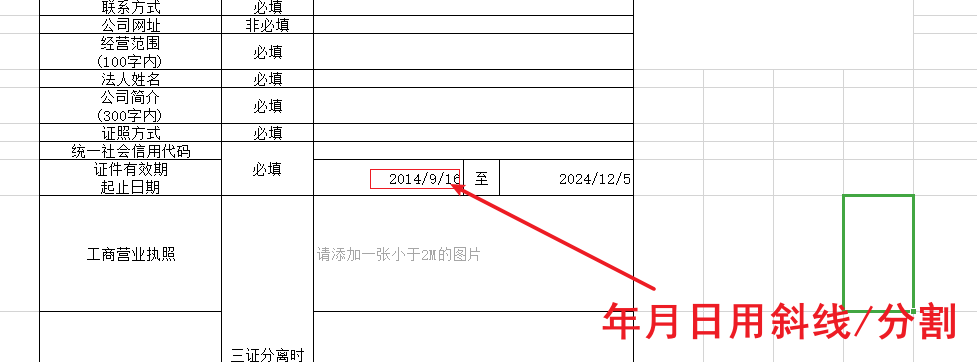 联系方式 必填
公司网址 非必填
经营范围
(100字内) 必填
法人姓名 必填
公司简介
(300字内) 必填
证照方式 必填
统一社会信用代码
证件有效期
起止日期 必填 2014/9/16 至 2024/12/5
工商营业执照 请添加一张小于2M的图片
年月日用斜线/分割
三证分离时